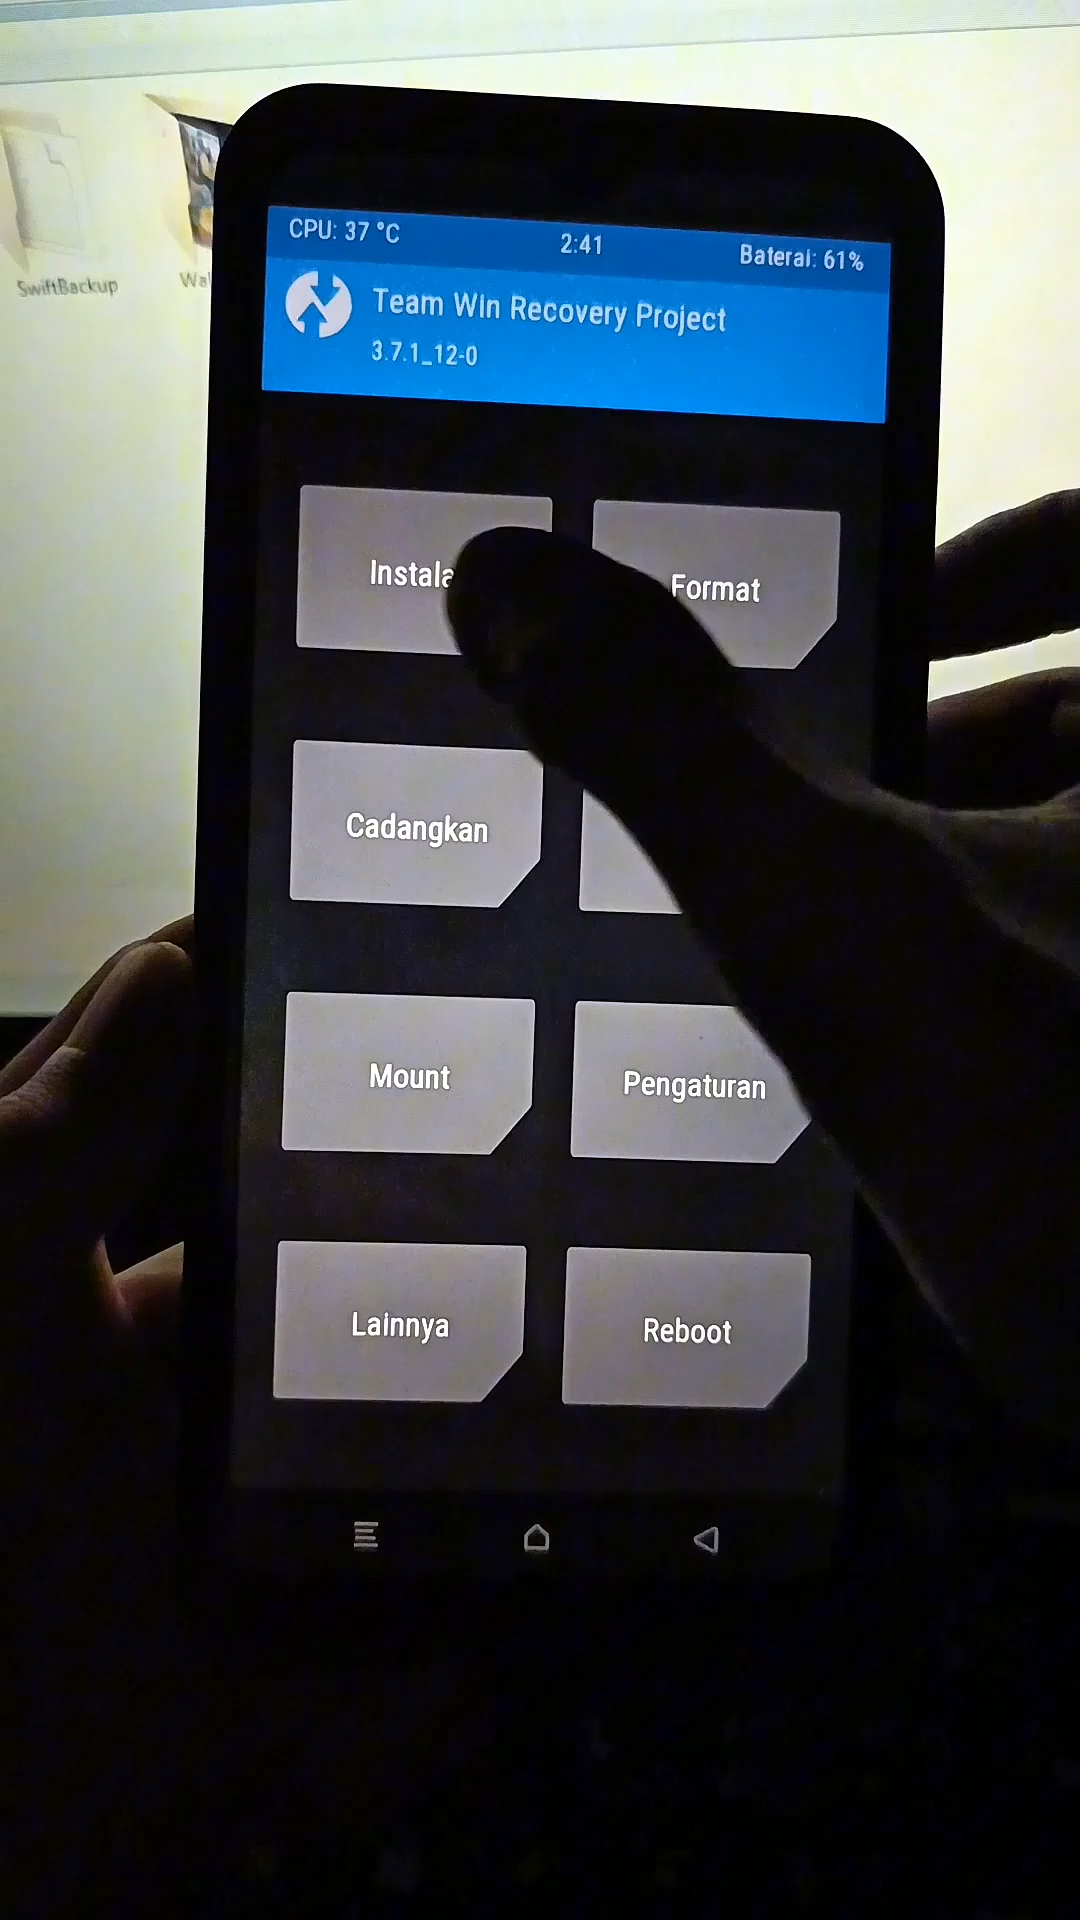 CPU: 37 °C
2:41
Baterai: 61%
Team Win Recovery Project
3.7.1_12-0
Format
Cadangkan
Mount
Pengaturan
Lainnya
Reboot
SwiftBackup